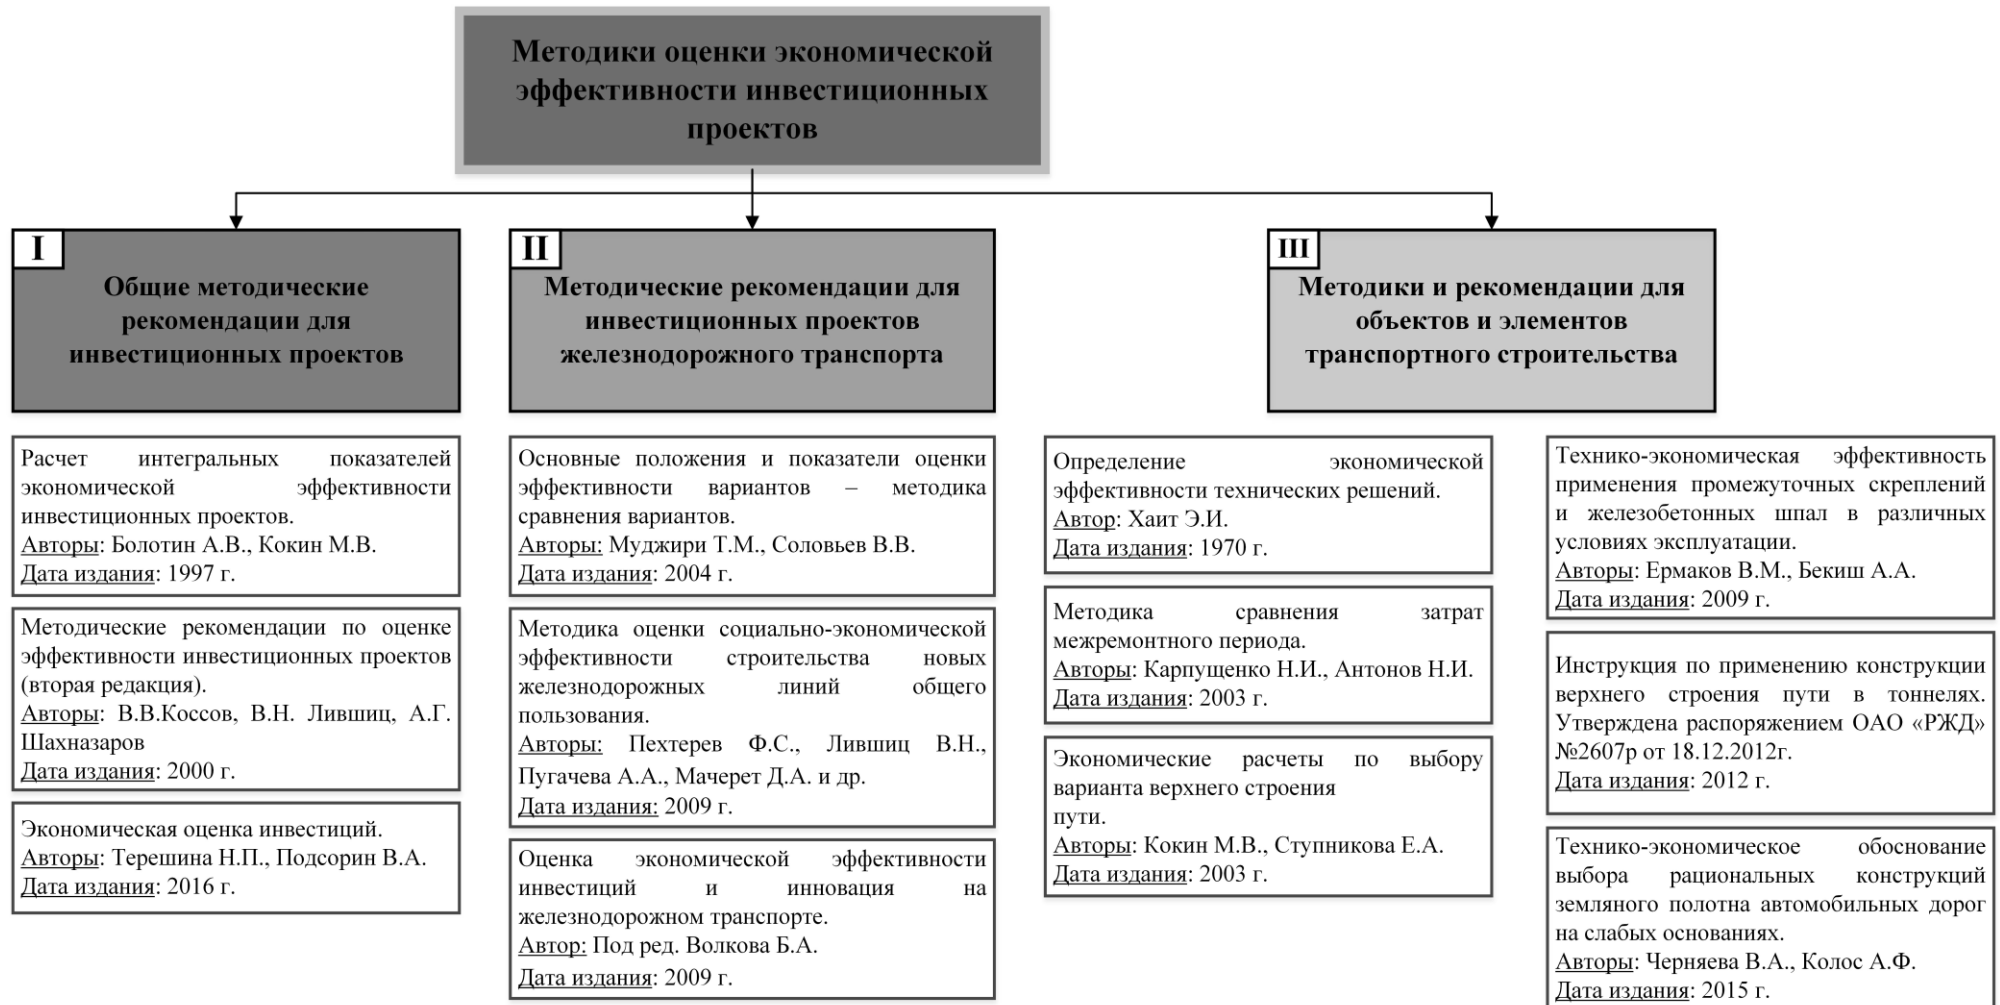 Методики оценки экономической
эффективности инвестиционных
проектов
I
Общие методические
рекомендации для
инвестиционных проектов
Расчет интегральных показателей
экономической эффективности
инвестиционных проектов.
Авторы: Болотин А.В., Кокин М.В.
Дата издания: 1997 г.
Методические рекомендации по оценке
эффективности инвестиционных проектов
(вторая редакция).
Авторы: В.В.Коссов, В.Н. Лившиц, А.Г.
Шахназаров
Дата издания: 2000 г.
Экономическая оценка инвестиций.
Авторы: Терешина Н.П., Подсорин В.А.
Дата издания: 2016 г.
II
Методические рекомендации для
инвестиционных проектов
железнодорожного транспорта
Основные положения и показатели оценки
эффективности вариантов – методика
сравнения вариантов.
Авторы: Муджири Т.М., Соловьев В.В.
Дата издания: 2004 г.
Методика оценки социально-экономической
эффективности строительства новых
железнодорожных линий общего
пользования.
Авторы: Пехтерев Ф.С., Лившиц В.Н.,
Пугачева А.А., Мачерет Д.А. и др.
Дата издания: 2009 г.
Оценка экономической эффективности
инвестиций и инновация на
железнодорожном транспорте.
Автор: Под ред. Волкова Б.А.
Дата издания: 2009 г.
III
Методики и рекомендации для
объектов и элементов
транспортного строительства
Определение экономической
эффективности технических решений.
Автор: Хаит Э.И.
Дата издания: 1970 г.
Методика сравнения затрат
межремонтного периода.
Авторы: Карпущенко Н.И., Антонов Н.И.
Дата издания: 2003 г.
Экономические расчеты по выбору
варианта верхнего строения
пути.
Авторы: Кокин М.В., Ступникова Е.А.
Дата издания: 2003 г.
Технико-экономическая эффективность
применения промежуточных скреплений
и железобетонных шпал в различных
условиях эксплуатации.
Авторы: Ермаков В.М., Бекиш А.А.
Дата издания: 2009 г.
Инструкция по применению конструкции
верхнего строения пути в тоннелях.
Утверждена распоряжением ОАО «РЖД»
№2607р от 18.12.2012г.
Дата издания: 2012 г.
Технико-экономическое обоснование
выбора рациональных конструкций
земляного полотна автомобильных дорог
на слабых основаниях.
Авторы: Черняева В.А., Колос А.Ф.
Дата издания: 2015 г.